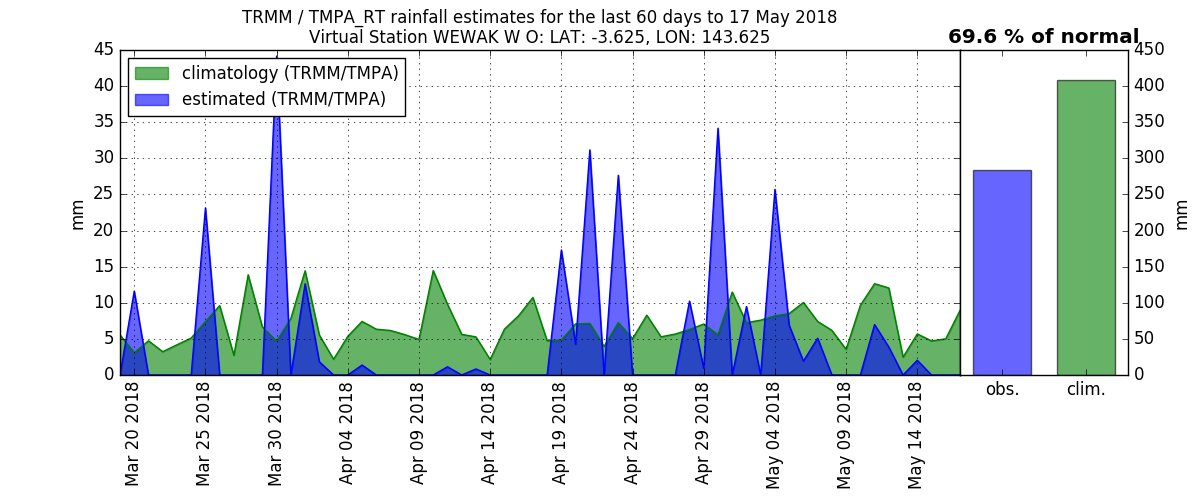 TRMM / TMPA_RT rainfall estimates for the last 60 days to 17 May 2018
Virtual Station WEWAK W O: LAT: -3.625, LON: 143.625
69.6 % of normal
climatology (TRMM/TMPA)
estimated (TRMM/TMPA)
mm
45
40
35
30
25
20
15
10
5
0
Mar 20 2018
Mar 25 2018
Mar 30 2018
Apr 04 2018
Apr 09 2018
Apr 14 2018
Apr 19 2018
Apr 24 2018
Apr 29 2018
May 04 2018
May 09 2018
May 14 2018
obs.
clim.
450
400
350
300
250
200
150
100
50
0
mm